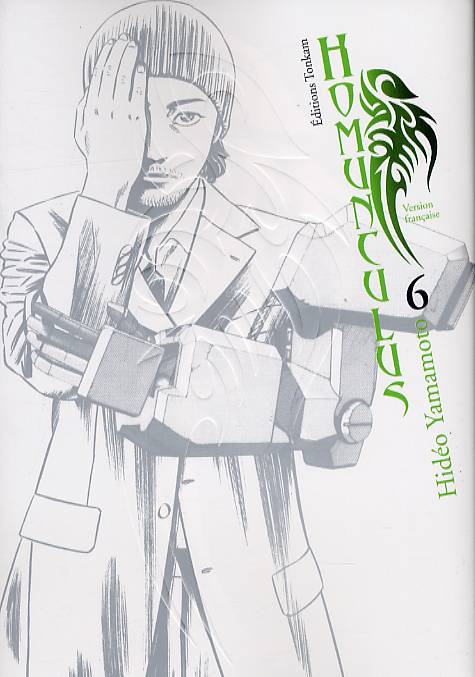 Éditions Tonkam
HOMUNCULUS
Version
française
6
Hidéo Yamamoto